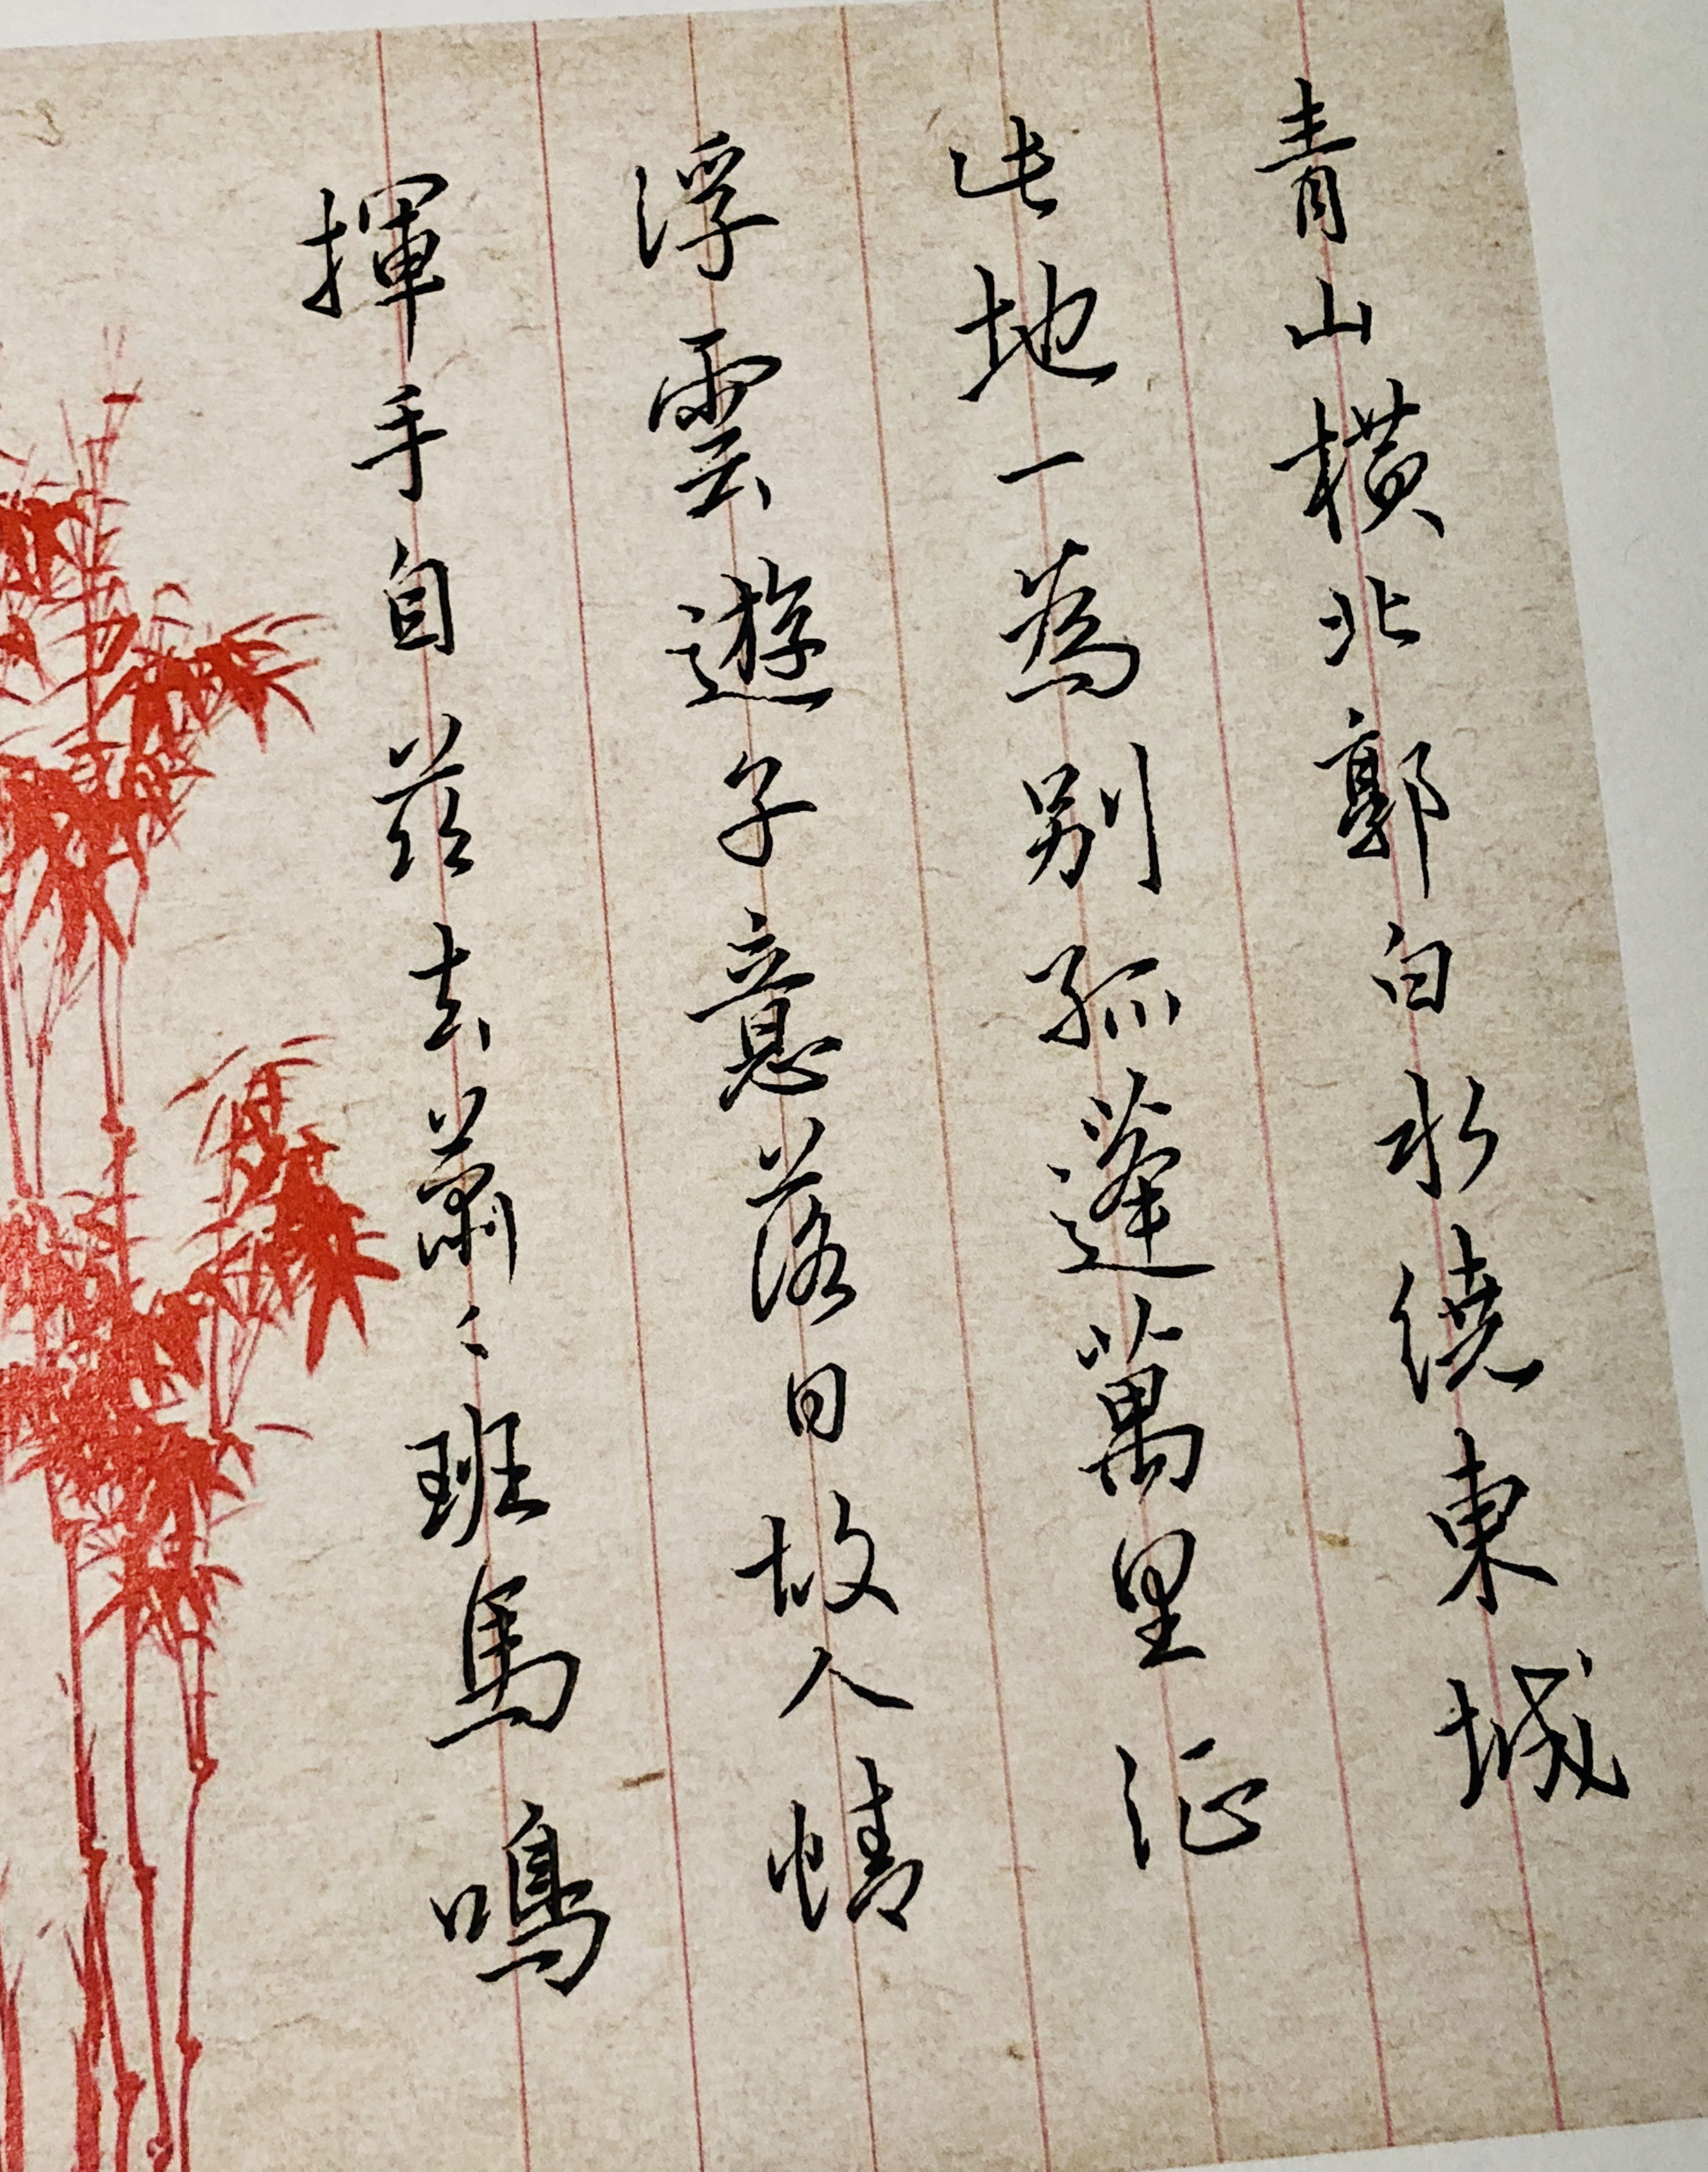 青山橫北郭白水繞東城
此地一為別孤蓬萬里征
浮雲遊子意落日故人情
揮手自茲去蕭〻班馬鳴